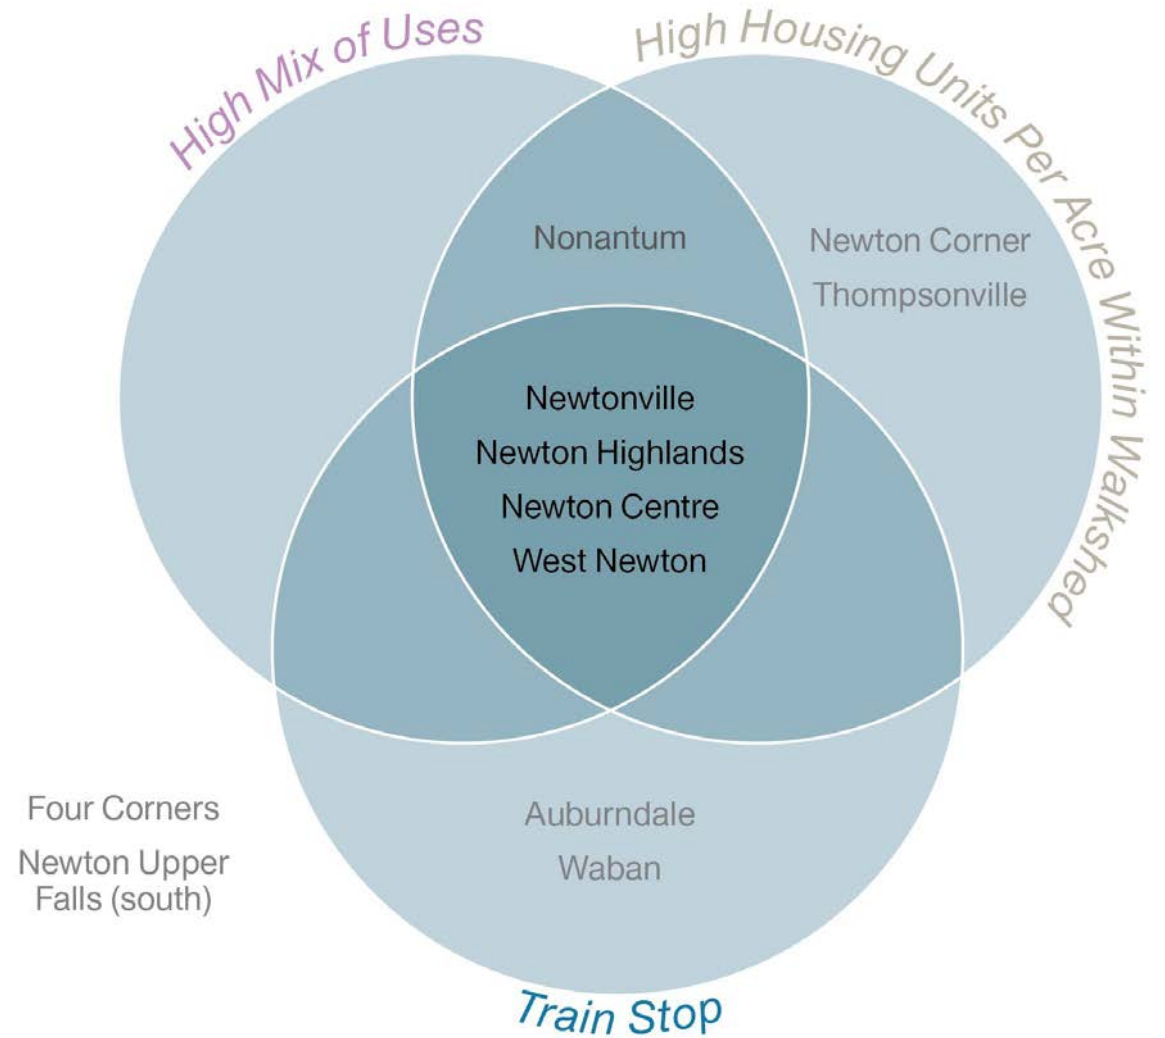 High Mix of Uses
High Housing Units Per Acre Within Walkshed
Nonantum
Newton Corner
Thompsonville
Newtonville
Newton Highlands
Newton Centre
West Newton
Four Corners
Newton Upper
Falls (south)
Auburndale
Waban
Train Stop